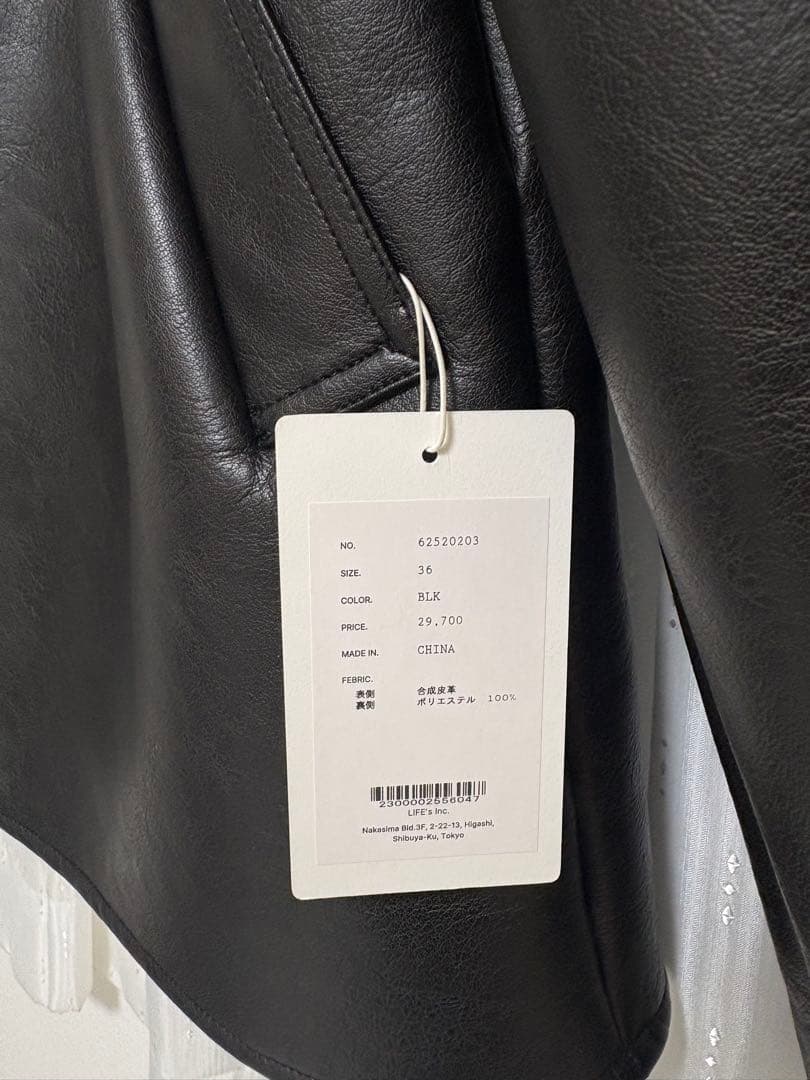 NO. 62520203
SIZE. 36
COLOR. BLK
PRICE. 29,700
MADE IN. CHINA
FEBRIC.
表側 合成皮革
裏側 ポリエステル 100%
2300002556047
LIFE's Inc.
Nakasima Bld.3F, 2-22-13, Higashi,
Shibuya-Ku, Tokyo